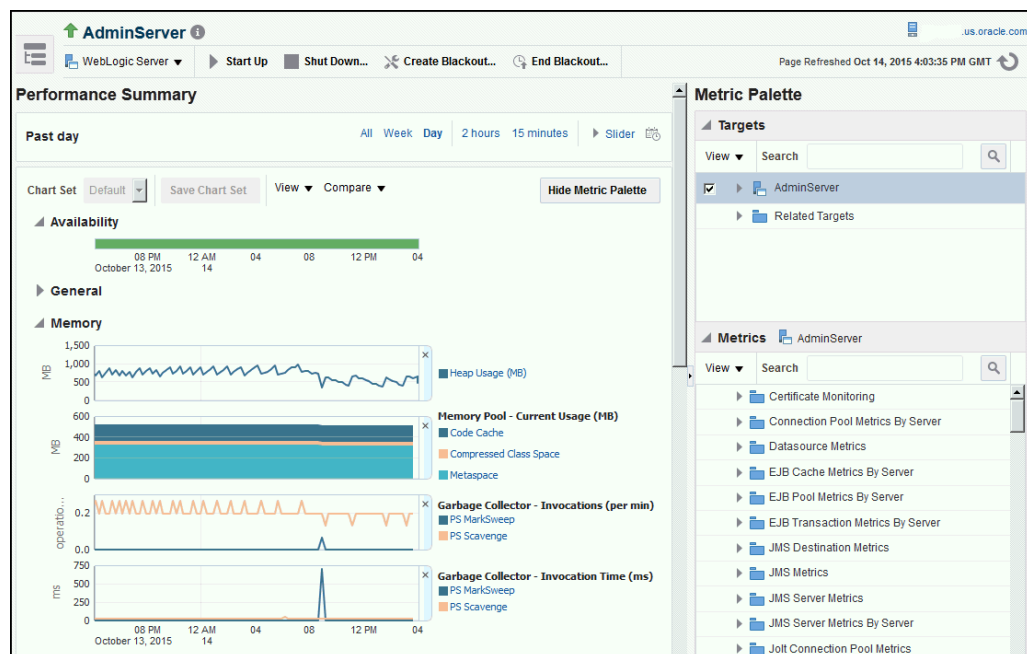 AdminServer
.us.oracle.com
WebLogic Server
Start Up
Shut Down...
Create Blackout...
End Blackout...
Page Refreshed Oct 14, 2015 4:03:35 PM GMT
Performance Summary
Past day
All Week Day 2 hours 15 minutes Slider
Chart Set Default Save Chart Set View Compare Hide Metric Palette
Availability
08 PM 12 AM 04 08 12 PM 04
October 13, 2015 14
General
Memory
1,500
1,000
500
0
MB
Heap Usage (MB)
600
400
200
0
MB
Memory Pool - Current Usage (MB)
Code Cache
Compressed Class Space
Metaspace
0.2
0.0
operatio...
Garbage Collector - Invocations (per min)
PS MarkSweep
PS Scavenge
750
500
250
0
ms
Garbage Collector - Invocation Time (ms)
PS MarkSweep
PS Scavenge
08 PM 12 AM 04 08 12 PM 04
October 13, 2015 14
Metric Palette
Targets
View Search
AdminServer
Related Targets
Metrics AdminServer
View Search
Certificate Monitoring
Connection Pool Metrics By Server
Datasource Metrics
EJB Cache Metrics By Server
EJB Pool Metrics By Server
EJB Transaction Metrics By Server
JMS Destination Metrics
JMS Metrics
JMS Server Metrics
JMS Server Metrics By Server
Jolt Connection Pool Metrics